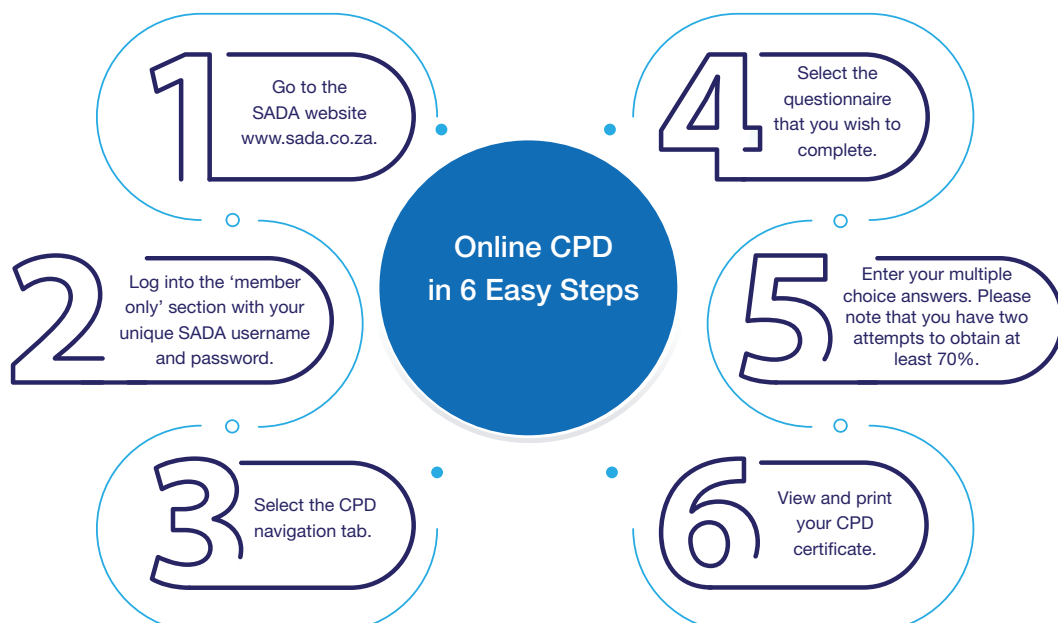 Online CPD
in 6 Easy Steps
1
Go to the
SADA website
www.sada.co.za.
2
Log into the ‘member
only’ section with your
unique SADA username
and password.
3
Select the CPD
navigation tab.
4
Select the
questionnaire
that you wish to
complete.
5
Enter your multiple
choice answers. Please
note that you have two
attempts to obtain at
least 70%.
6
View and print
your CPD
certificate.